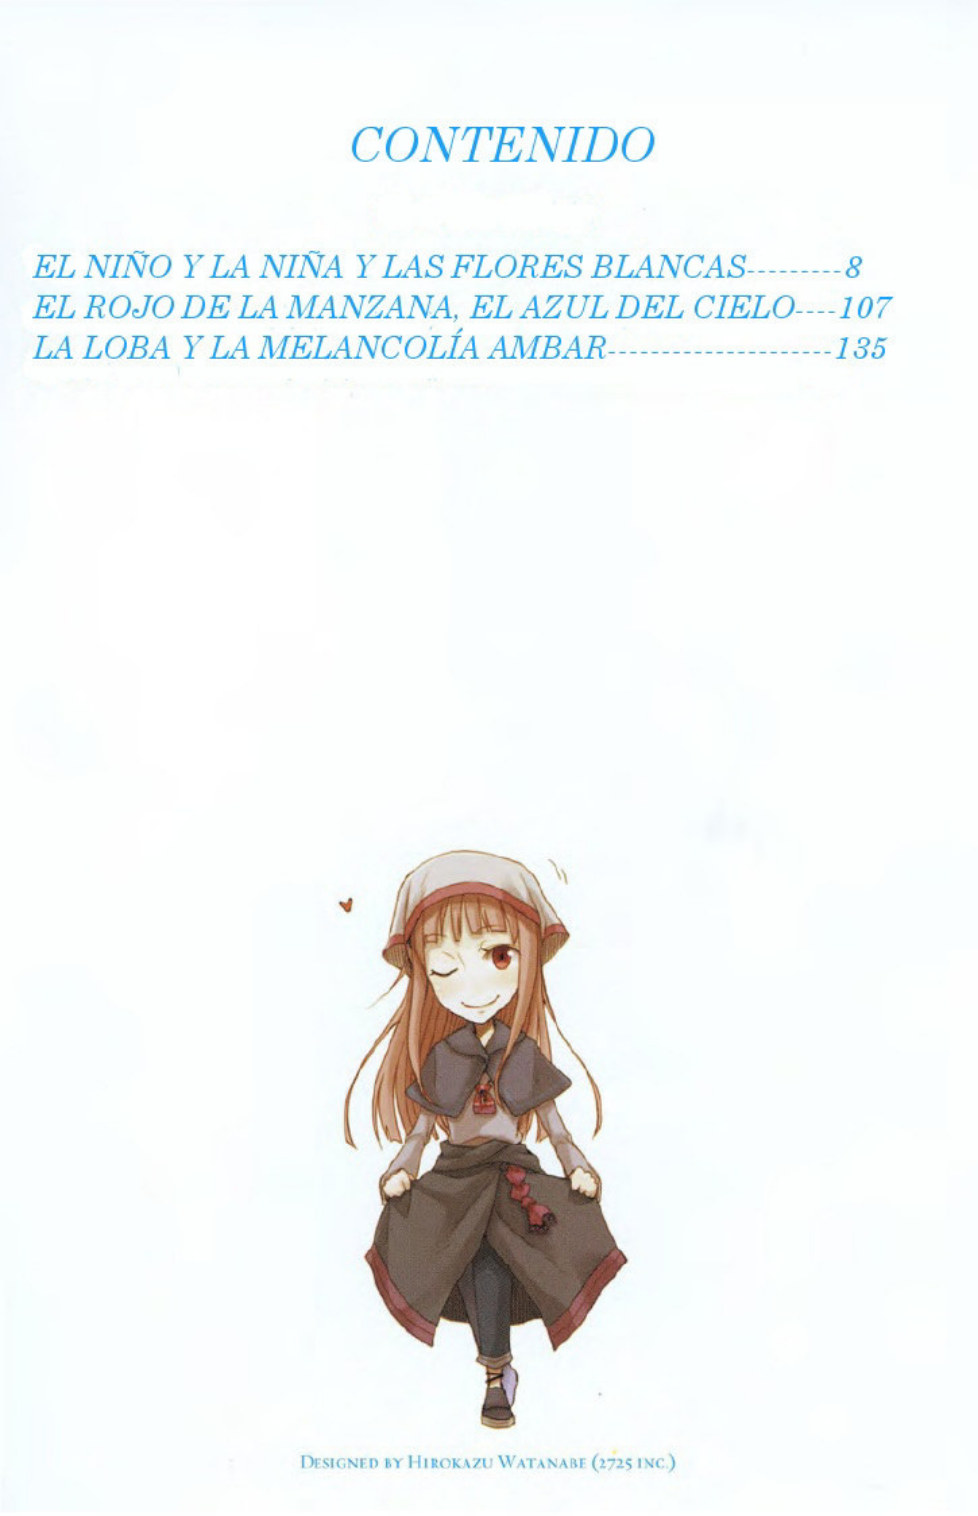 CONTENIDO
EL NIÑO Y LA NIÑA Y LAS FLORES BLANCAS---------8
EL ROJO DE LA MANZANA, EL AZUL DEL CIELO----107
LA LOBA Y LA MELANCOLÍA AMBAR---------------------135
DESIGNED BY HIROKAZU WATANABE (2725 INC.)